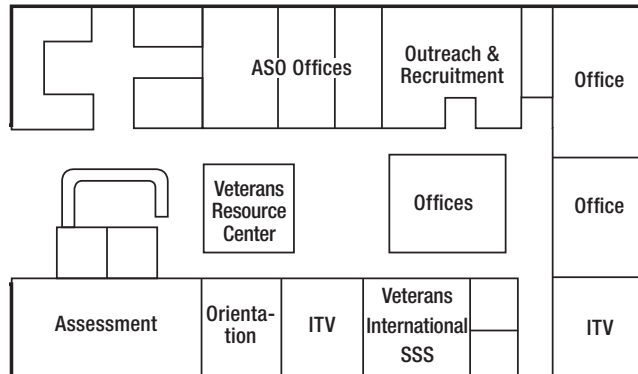 ASO Offices
Outreach &
Recruitment
Office
Veterans
Resource
Center
Offices
Office
Assessment
Orienta-
tion
ITV
Veterans
International
SSS
ITV